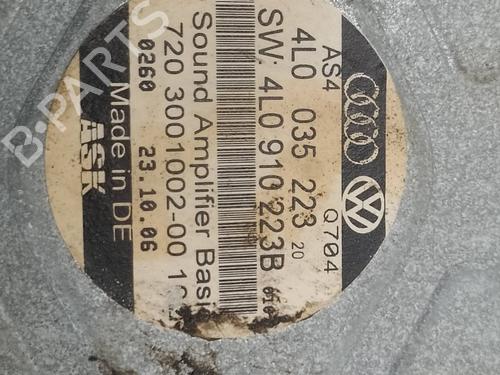 AS4
Q704
4L0 035 223 20
SW: 4L0 910 223B
Sound Amplifier Basic
720 3001002-00
0260 23.10.06
Made in DE
ASK
B-PARTS